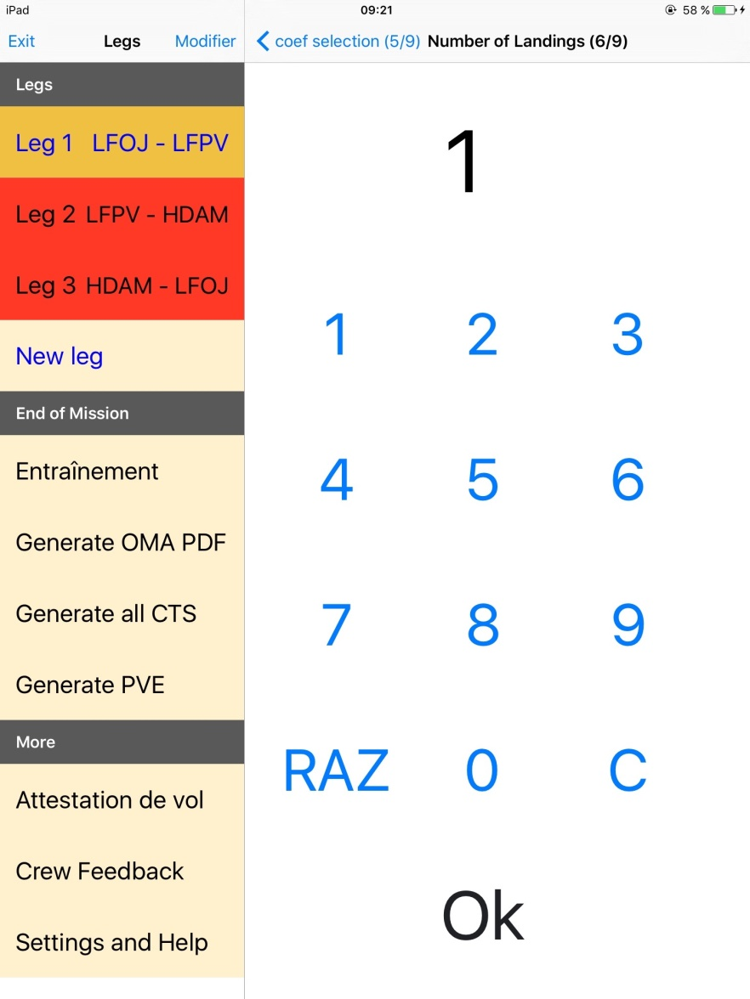 iPad 09:21 58 %
Exit Legs Modifier coef selection (5/9) Number of Landings (6/9)
Legs
Leg 1 LFOJ - LFPV
Leg 2 LFPV - HDAM
Leg 3 HDAM - LFOJ
New leg
End of Mission
Entraînement
Generate OMA PDF
Generate all CTS
Generate PVE
More
Attestation de vol
Crew Feedback
Settings and Help
1
1 2 3
4 5 6
7 8 9
RAZ 0 C
Ok